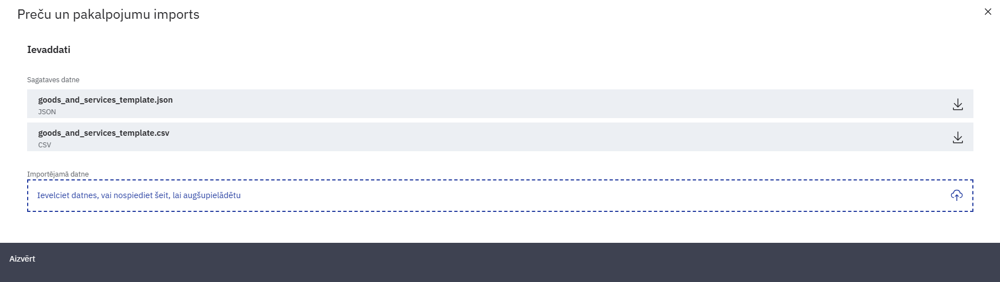 Preču un pakalpojumu imports
Ievaddati
Sagataves datne
goods_and_services_template.json
JSON
goods_and_services_template.csv
CSV
Importējamā datne
Ievelciet datnes, vai nospiediet šeit, lai augšupielādētu
Aizvērt